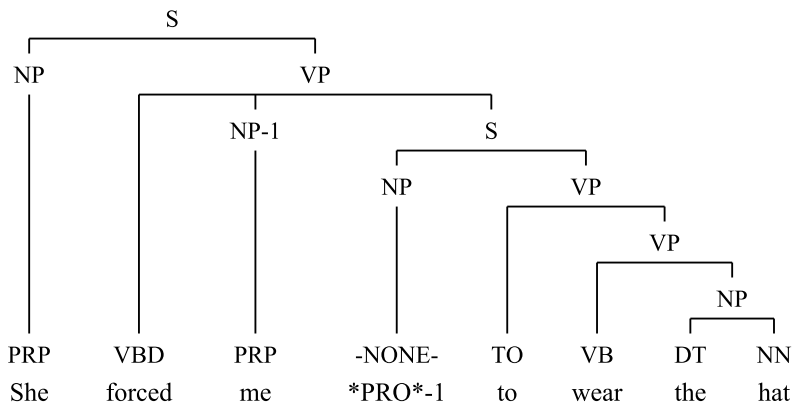 S
NP VP
NP-1 S
NP VP
VP
NP
PRP VBD PRP -NONE- TO VB DT NN
She forced me *PRO*-1 to wear the hat